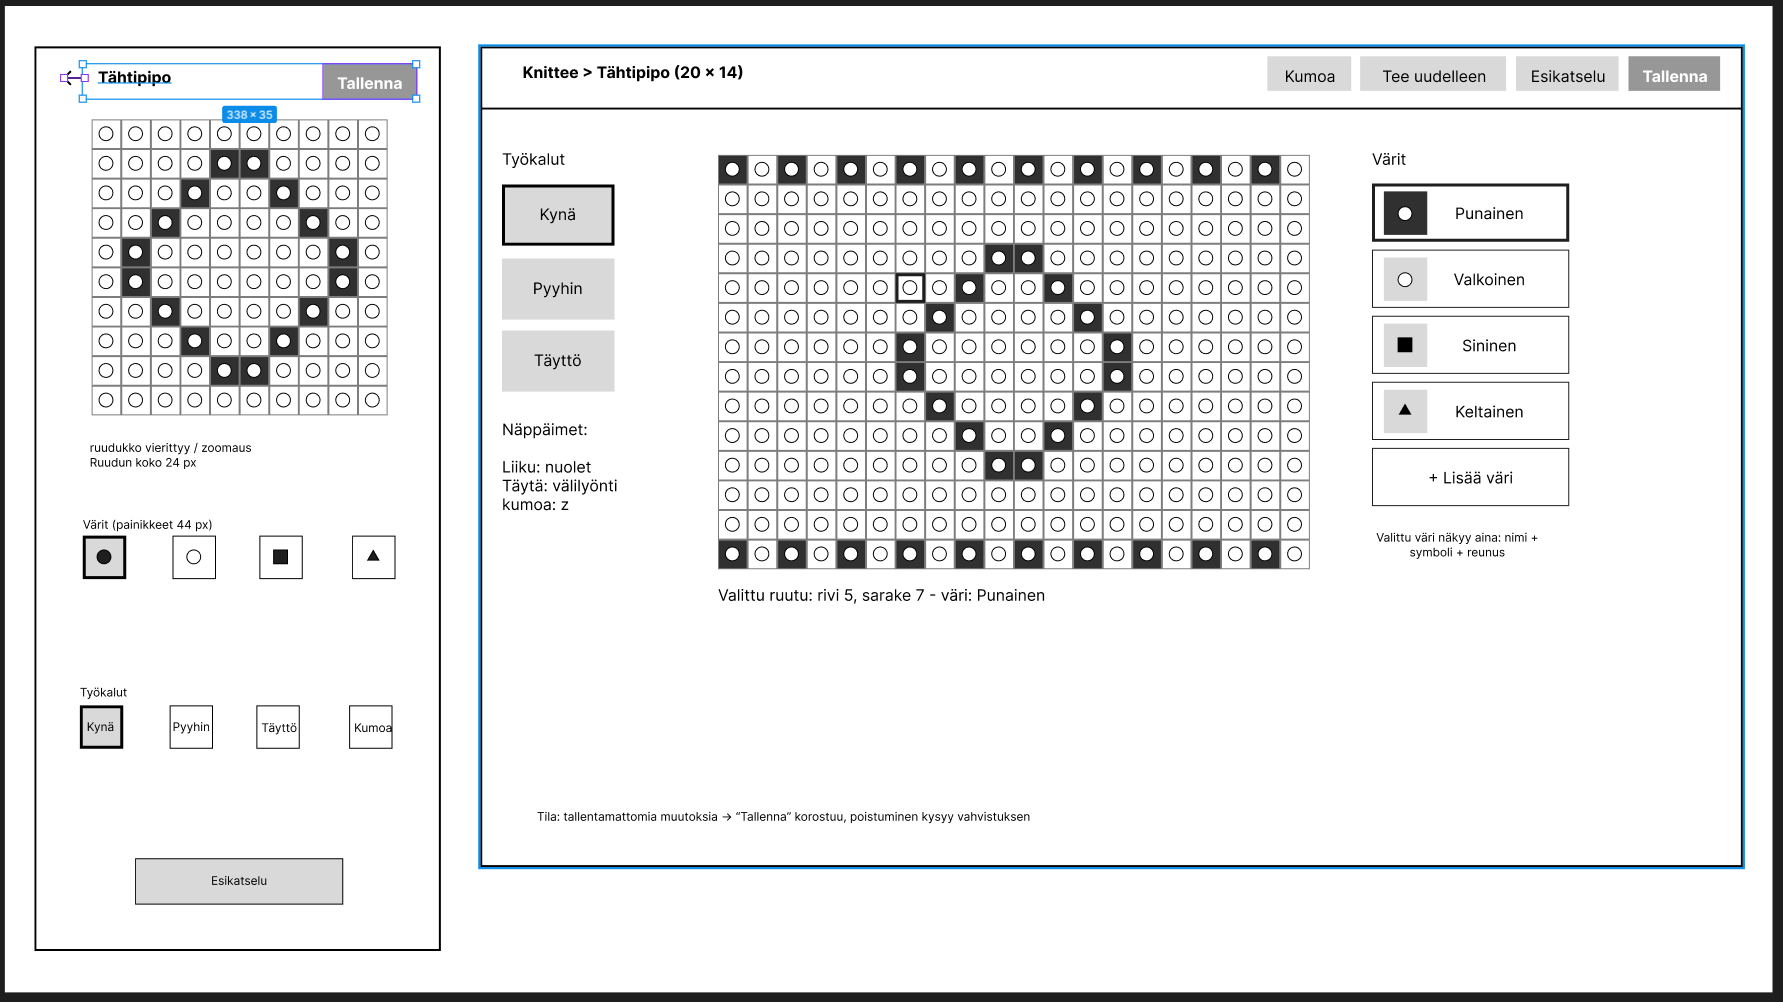 Tähtipipo
Tallenna
338 × 35
ruudukko vierittyy / zoomaus
Ruudun koko 24 px
Värit (painikkeet 44 px)
Työkalut
Kynä
Pyyhin
Täyttö
Kumoa
Esikatselu
Knittee > Tähtipipo (20 × 14)
Kumoa
Tee uudelleen
Esikatselu
Tallenna
Työkalut
Kynä
Pyyhin
Täyttö
Näppäimet:
Liiku: nuolet
Täytä: välilyönti
kumoa: z
Valittu ruutu: rivi 5, sarake 7 - väri: Punainen
Värit
Punainen
Valkoinen
Sininen
Keltainen
+ Lisää väri
Valittu väri näkyy aina: nimi +
symboli + reunus
Tila: tallentamattomia muutoksia → “Tallenna” korostuu, poistuminen kysyy vahvistuksen